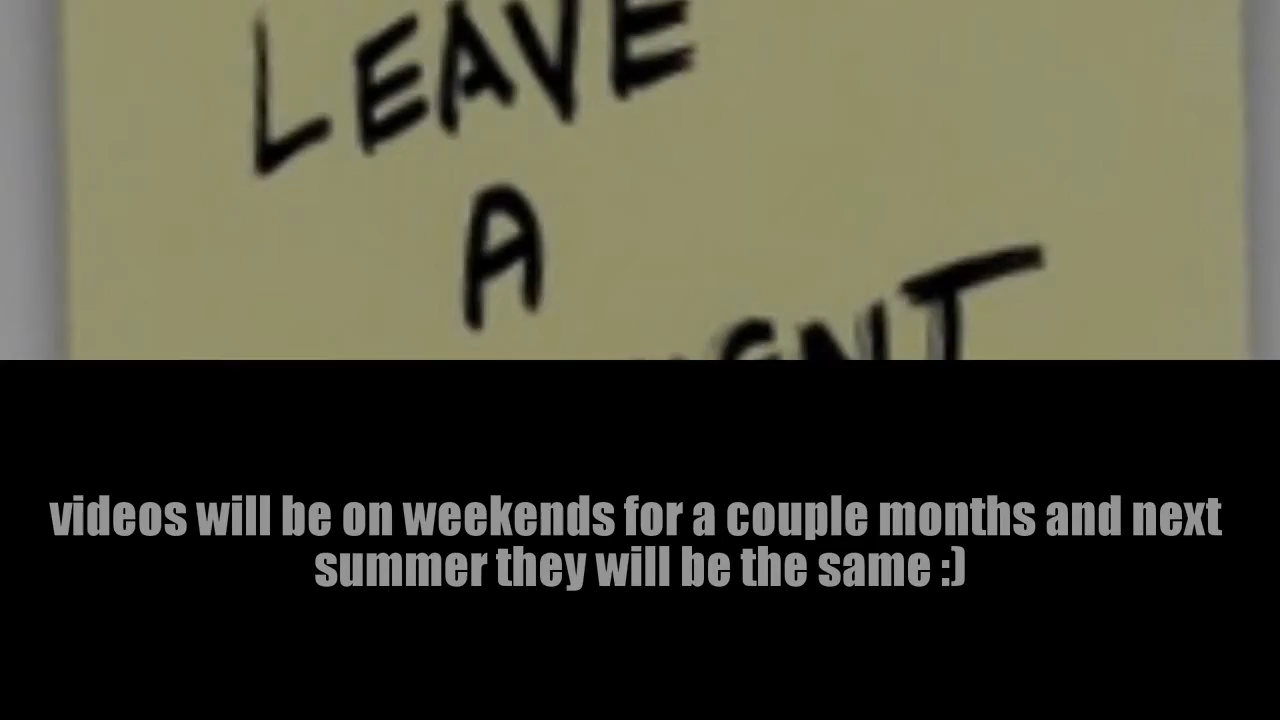 LEAVE
A
videos will be on weekends for a couple months and next
summer they will be the same :)